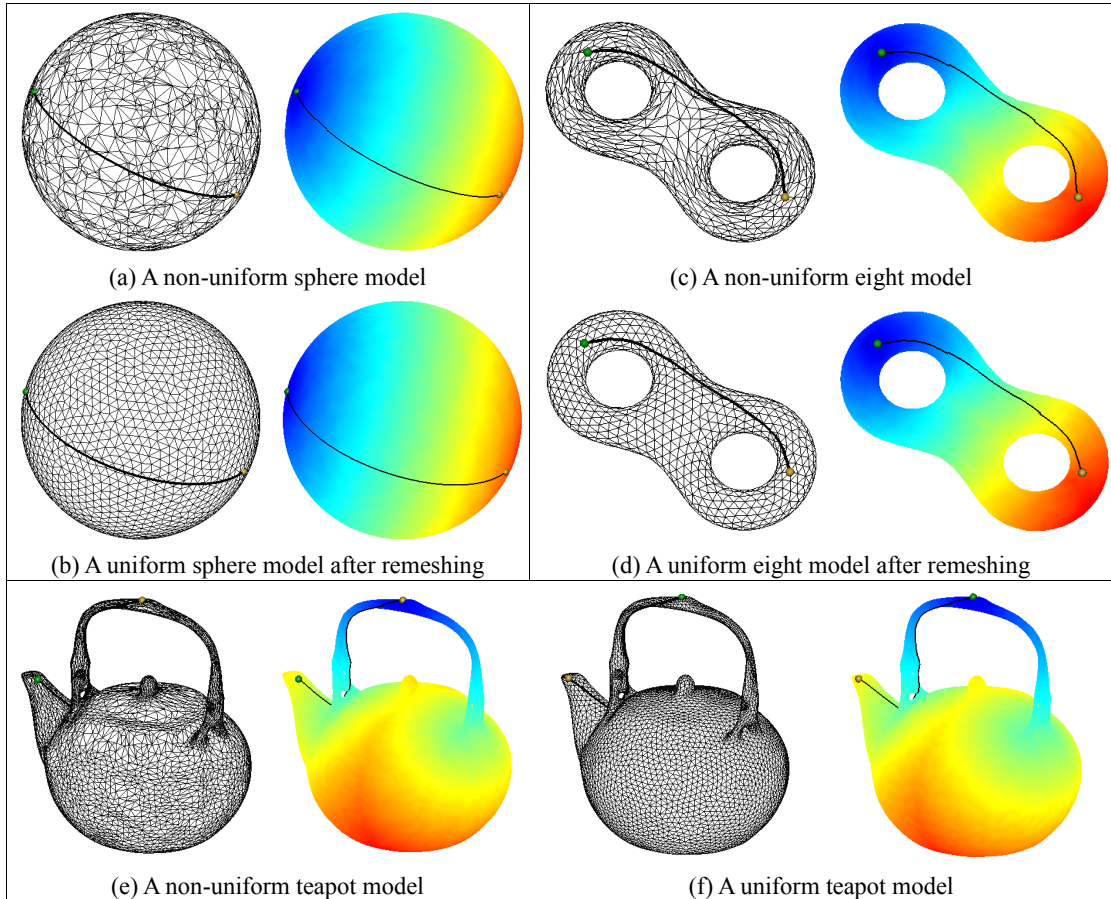 (a) A non-uniform sphere model
(c) A non-uniform eight model
(b) A uniform sphere model after remeshing
(d) A uniform eight model after remeshing
(e) A non-uniform teapot model
(f) A uniform teapot model